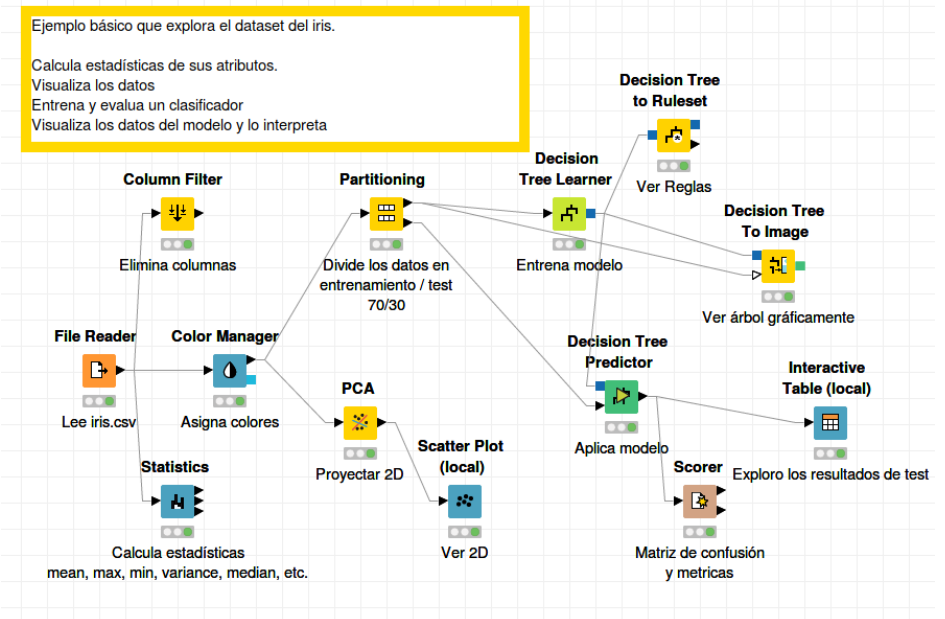 Ejemplo básico que explora el dataset del iris.
Calcula estadísticas de sus atributos.
Visualiza los datos
Entrena y evalua un clasificador
Visualiza los datos del modelo y lo interpreta
Decision Tree
to Ruleset
Ver Reglas
Column Filter
Elimina columnas
Partitioning
Divide los datos en
entrenamiento / test
70/30
Decision
Tree Learner
Entrena modelo
Decision Tree
To Image
Ver árbol gráficamente
File Reader
Lee iris.csv
Color Manager
Asigna colores
PCA
Proyectar 2D
Decision Tree
Predictor
Aplica modelo
Interactive
Table (local)
Exploro los resultados de test
Statistics
Calcula estadísticas
mean, max, min, variance, median, etc.
Scatter Plot
(local)
Ver 2D
Scorer
Matriz de confusión
y metricas